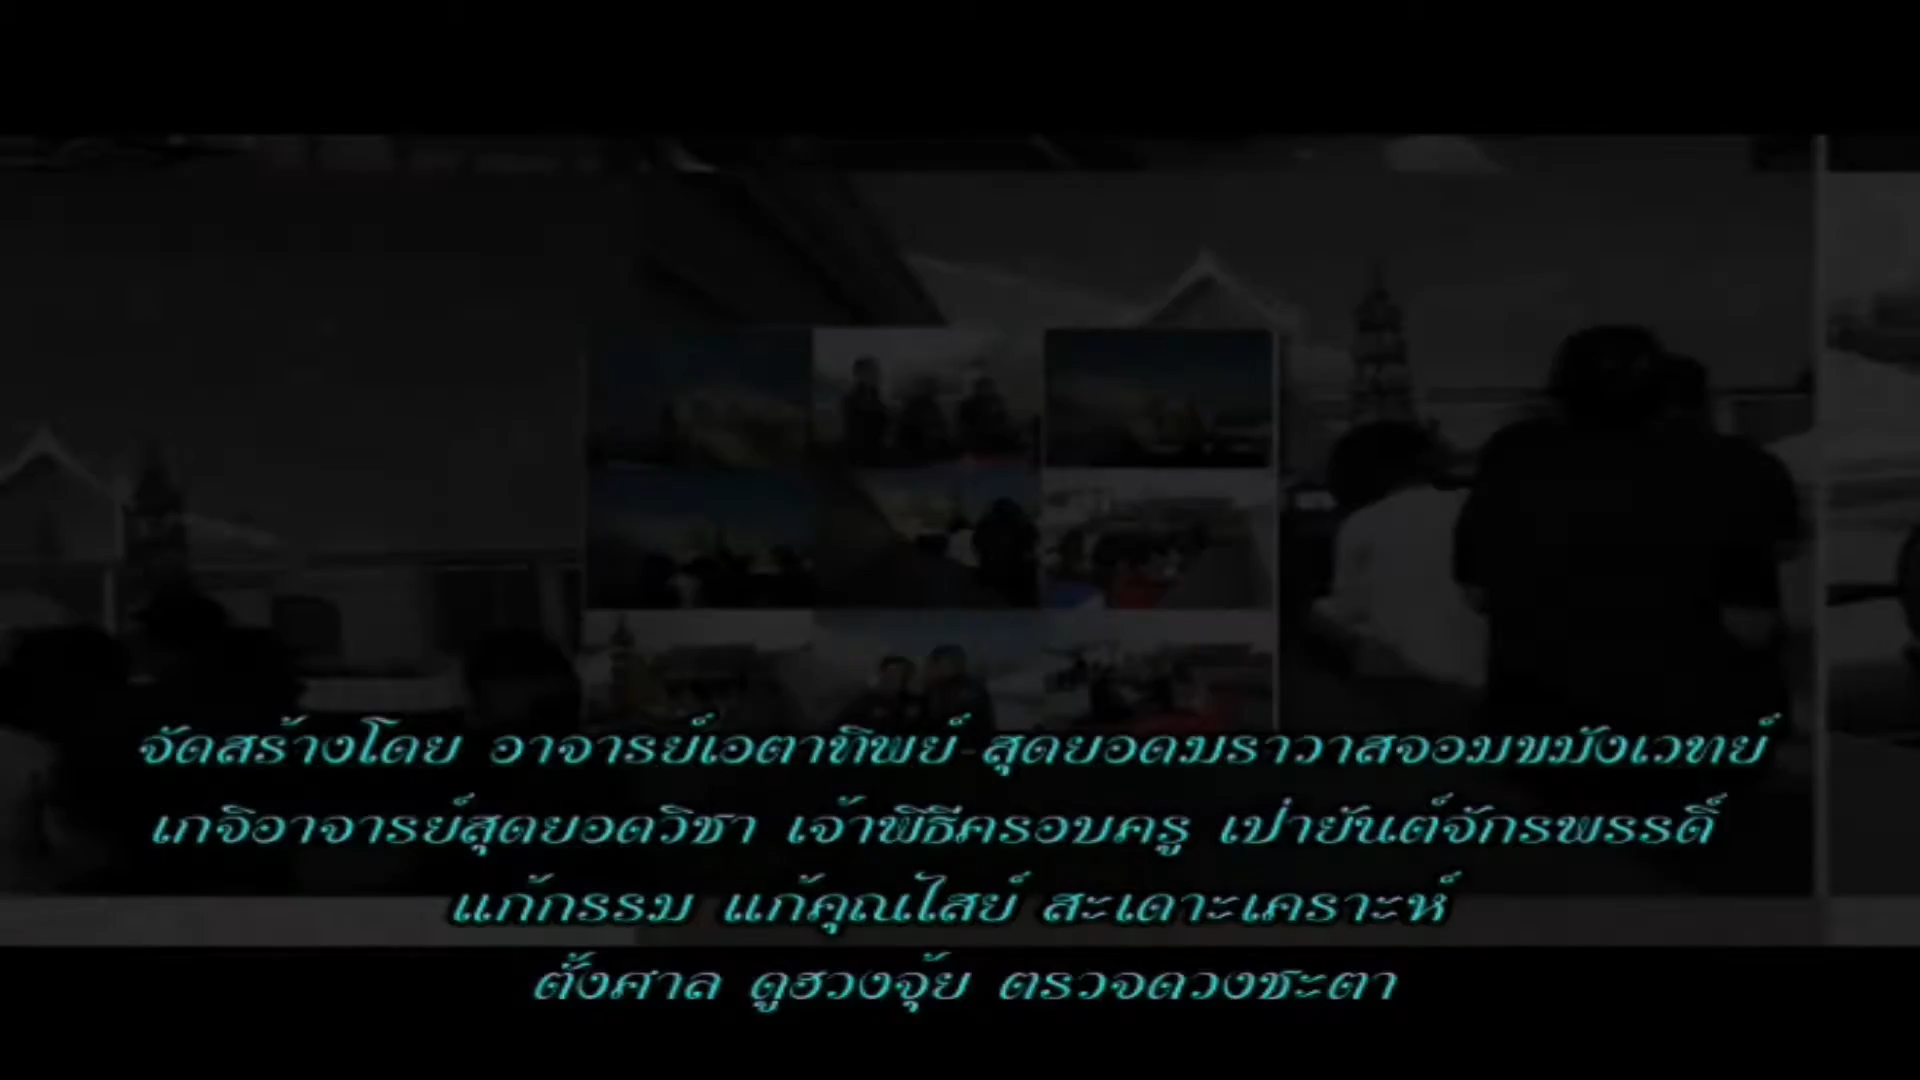 จัดสร้างโดย อาจารย์เอตาทิพย์ สุดยอดฆราวาสจอมขมังเวทย์
เกจิอาจารย์สุดยอดวิชา เจ้าพิธีครอบครู เป่ายันต์จักรพรรดิ์
แก้กรรม แก้คุณไสย์ สะเดาะเคราะห์
ตั้งศาล ดูฮวงจุ้ย ตรวจดวงชะตา